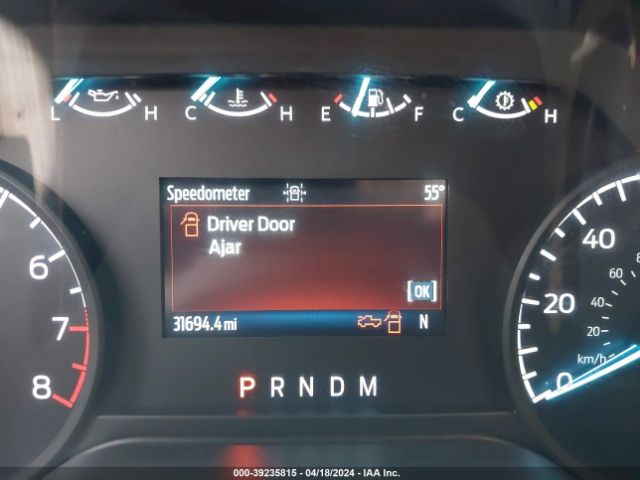 L H C H E F C H
Speedometer 55°
Driver Door
Ajar
[OK]
31694.4 mi N
P R N D M
6
7
8
40
20
0
60
40
20
km/h
000-39235815 - 04/18/2024 - IAA Inc.